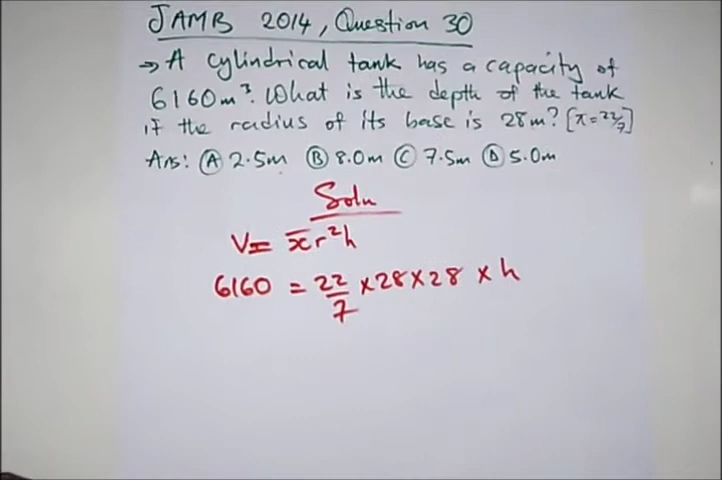 JAMB 2014, Question 30
→ A cylindrical tank has a capacity of
6160m³. What is the depth of the tank
if the radius of its base is 28m? [π=22/7]
Ans: Ⓐ 2.5m Ⓑ 8.0m Ⓒ 7.5m Ⓓ 5.0m
Soln
V= πr²h
6160 = 22/7 ×28×28 × h